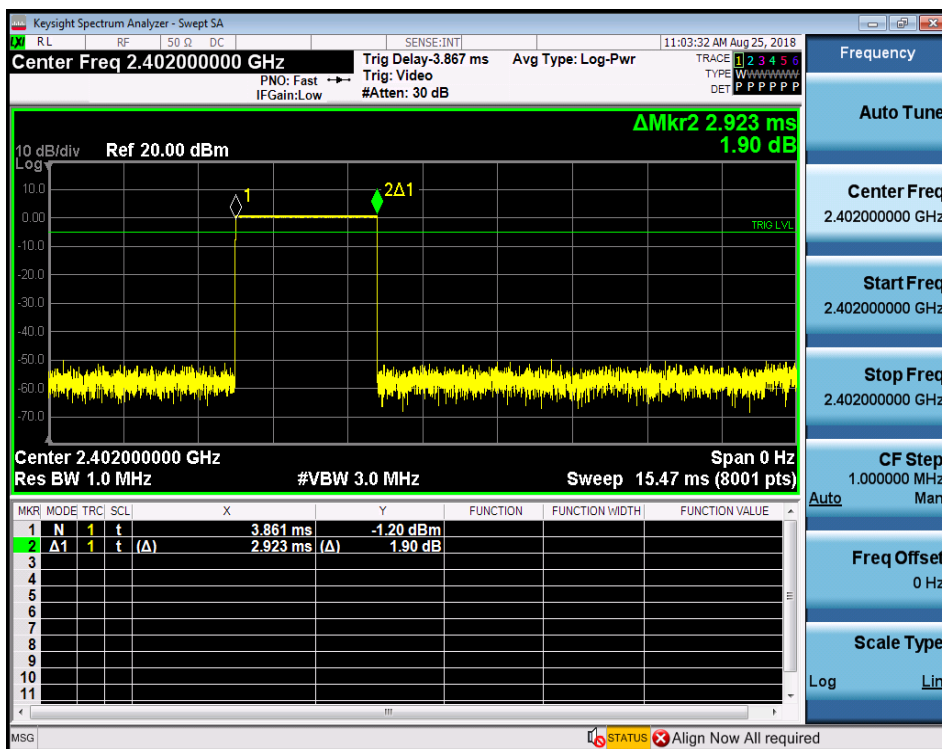 Keysight Spectrum Analyzer - Swept SA
LXI RL RF 50 Ω DC SENSE:INT 11:03:32 AM Aug 25, 2018
Center Freq 2.402000000 GHz
PNO: Fast
IFGain:Low
Trig Delay-3.867 ms
Trig: Video
#Atten: 30 dB
Avg Type: Log-Pwr
TRACE 1 2 3 4 5 6
TYPE WWWWWW
DET P P P P P P
ΔMkr2 2.923 ms
1.90 dB
10 dB/div Ref 20.00 dBm
Log
10.0
0.00
-10.0
-20.0
-30.0
-40.0
-50.0
-60.0
-70.0
1
2Δ1
TRIG LVL
Center 2.402000000 GHz Span 0 Hz
Res BW 1.0 MHz #VBW 3.0 MHz Sweep 15.47 ms (8001 pts)
MKR MODE TRC SCL X Y FUNCTION FUNCTION WIDTH FUNCTION VALUE
1 N 1 t 3.861 ms -1.20 dBm
2 Δ1 1 t (Δ) 2.923 ms (Δ) 1.90 dB
3
4
5
6
7
8
9
10
11
MSG STATUS Align Now All required
Frequency
Auto Tune
Center Freq
2.402000000 GHz
Start Freq
2.402000000 GHz
Stop Freq
2.402000000 GHz
CF Step
1.000000 MHz
Auto Man
Freq Offset
0 Hz
Scale Type
Log Lin